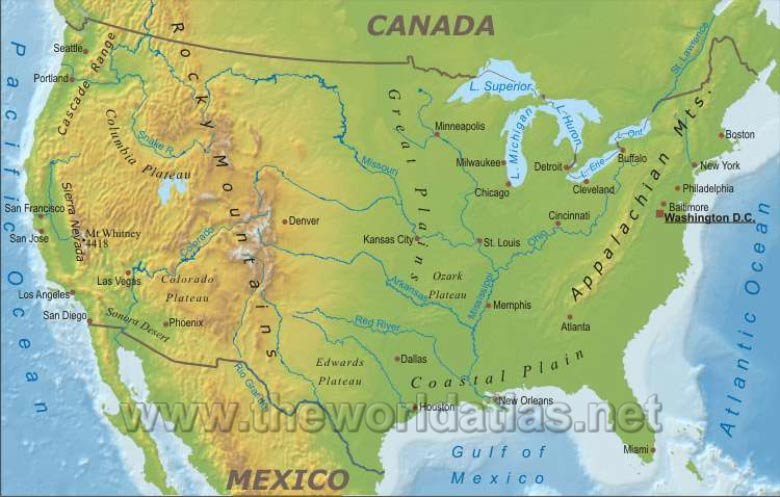 CANADA
Pacific Ocean
Seattle
Portland
Cascade Range
Rocky Mountains
Columbia Plateau
Snake R.
Great Plains
Missouri
L. Superior
L. Michigan
L. Huron
L. Ont.
L. Erie
St. Lawrence
Minneapolis
Milwaukee
Chicago
Detroit
Cleveland
Buffalo
Boston
New York
Philadelphia
Baltimore
Washington D.C.
Appalachian Mts.
Cincinnati
Ohio
San Francisco
San Jose
Sierra Nevada
Mt Whitney
4418
Denver
Colorado
Kansas City
St. Louis
Las Vegas
Colorado
Plateau
Arkansas
Ozark
Plateau
Mississippi
Memphis
Los Angeles
San Diego
Sonora Desert
Phoenix
Red River
Atlanta
Edwards
Plateau
Dallas
Coastal Plain
Rio Grande
Houston
New Orleans
www.theworldatlas.net
Gulf of
Mexico
Miami
Atlantic Ocean
MEXICO